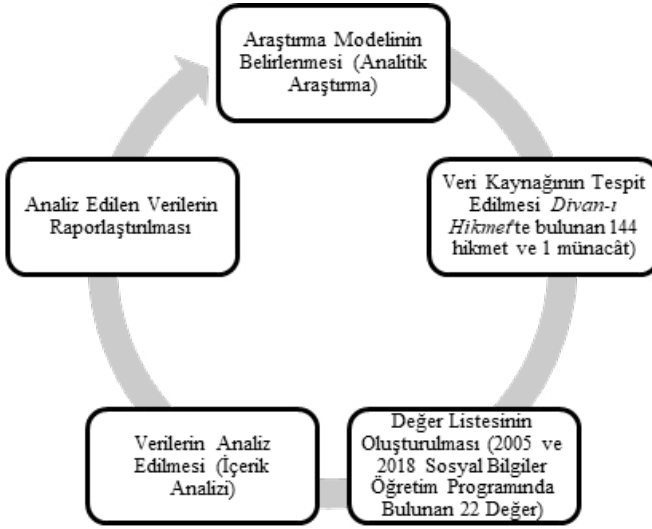 Araştırma Modelinin
Belirlenmesi (Analitik
Araştırma)
Veri Kaynağının Tespit
Edilmesi Divan-ı
Hikmet'te bulunan 144
hikmet ve 1 münacât)
Değer Listesinin
Oluşturulması (2005 ve
2018 Sosyal Bilgiler
Öğretim Programında
Bulunan 22 Değer)
Verilerin Analiz
Edilmesi (İçerik
Analizi)
Analiz Edilen Verilerin
Raporlaştırılması